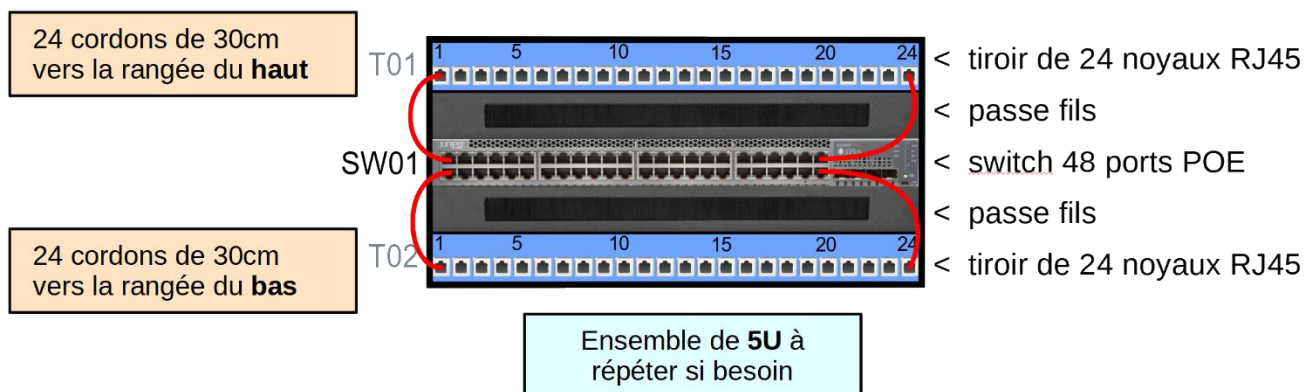 24 cordons de 30cm
vers la rangée du haut
T01
1 5 10 15 20 24
< tiroir de 24 noyaux RJ45
< passe fils
JUNIPER
SW01
< switch 48 ports POE
< passe fils
24 cordons de 30cm
vers la rangée du bas
T02
1 5 10 15 20 24
< tiroir de 24 noyaux RJ45
Ensemble de 5U à
répéter si besoin